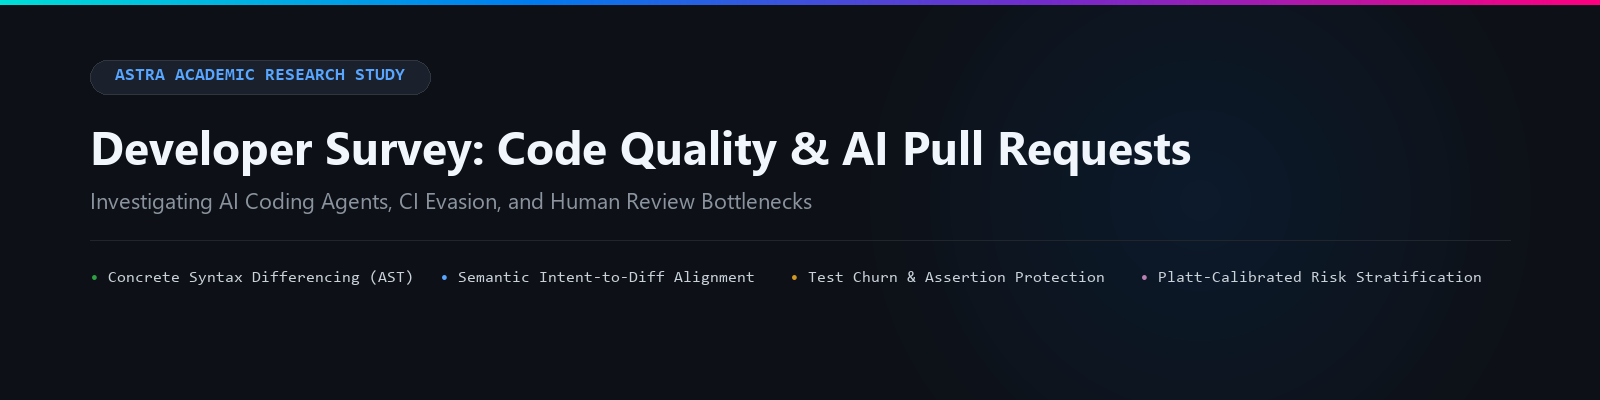 ASTRA ACADEMIC RESEARCH STUDY
Developer Survey: Code Quality & AI Pull Requests
Investigating AI Coding Agents, CI Evasion, and Human Review Bottlenecks
• Concrete Syntax Differencing (AST) • Semantic Intent-to-Diff Alignment • Test Churn & Assertion Protection • Platt-Calibrated Risk Stratification